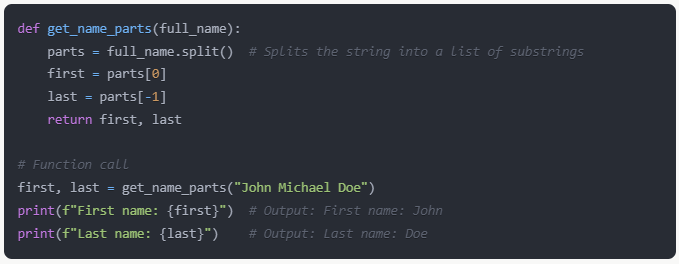 def get_name_parts(full_name):
    parts = full_name.split()  # Splits the string into a list of substrings
    first = parts[0]
    last = parts[-1]
    return first, last

# Function call
first, last = get_name_parts("John Michael Doe")
print(f"First name: {first}")  # Output: First name: John
print(f"Last name: {last}")    # Output: Last name: Doe